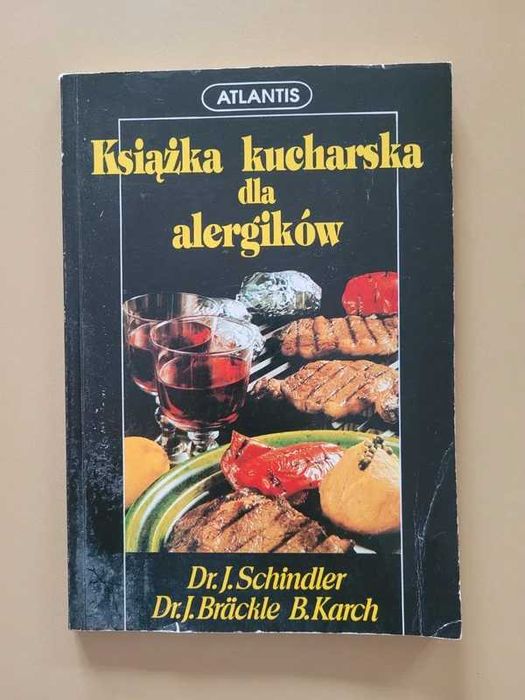 ATLANTIS
Książka kucharska
dla
alergików
Dr. J. Schindler
Dr. J. Bräckle B. Karch